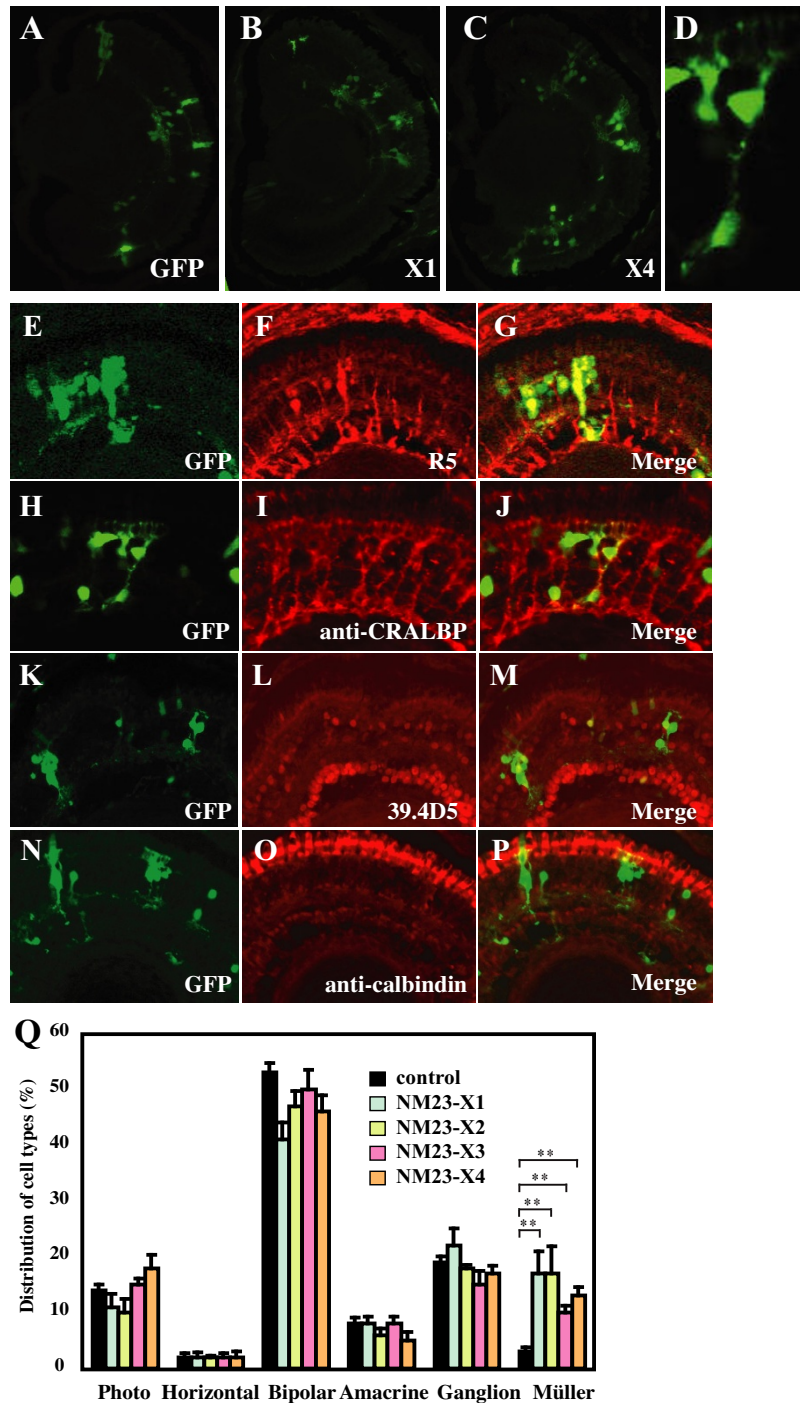 A
B
C
D
GFP
X1
X4
E
F
G
GFP
R5
Merge
H
I
J
GFP
anti-CRALBP
Merge
K
L
M
GFP
39.4D5
Merge
N
O
P
GFP
anti-calbindin
Merge
Q
Distribution of cell types (%)
60
50
40
30
20
10
0
control
NM23-X1
NM23-X2
NM23-X3
NM23-X4
**
**
**
**
Photo Horizontal Bipolar Amacrine Ganglion Müller